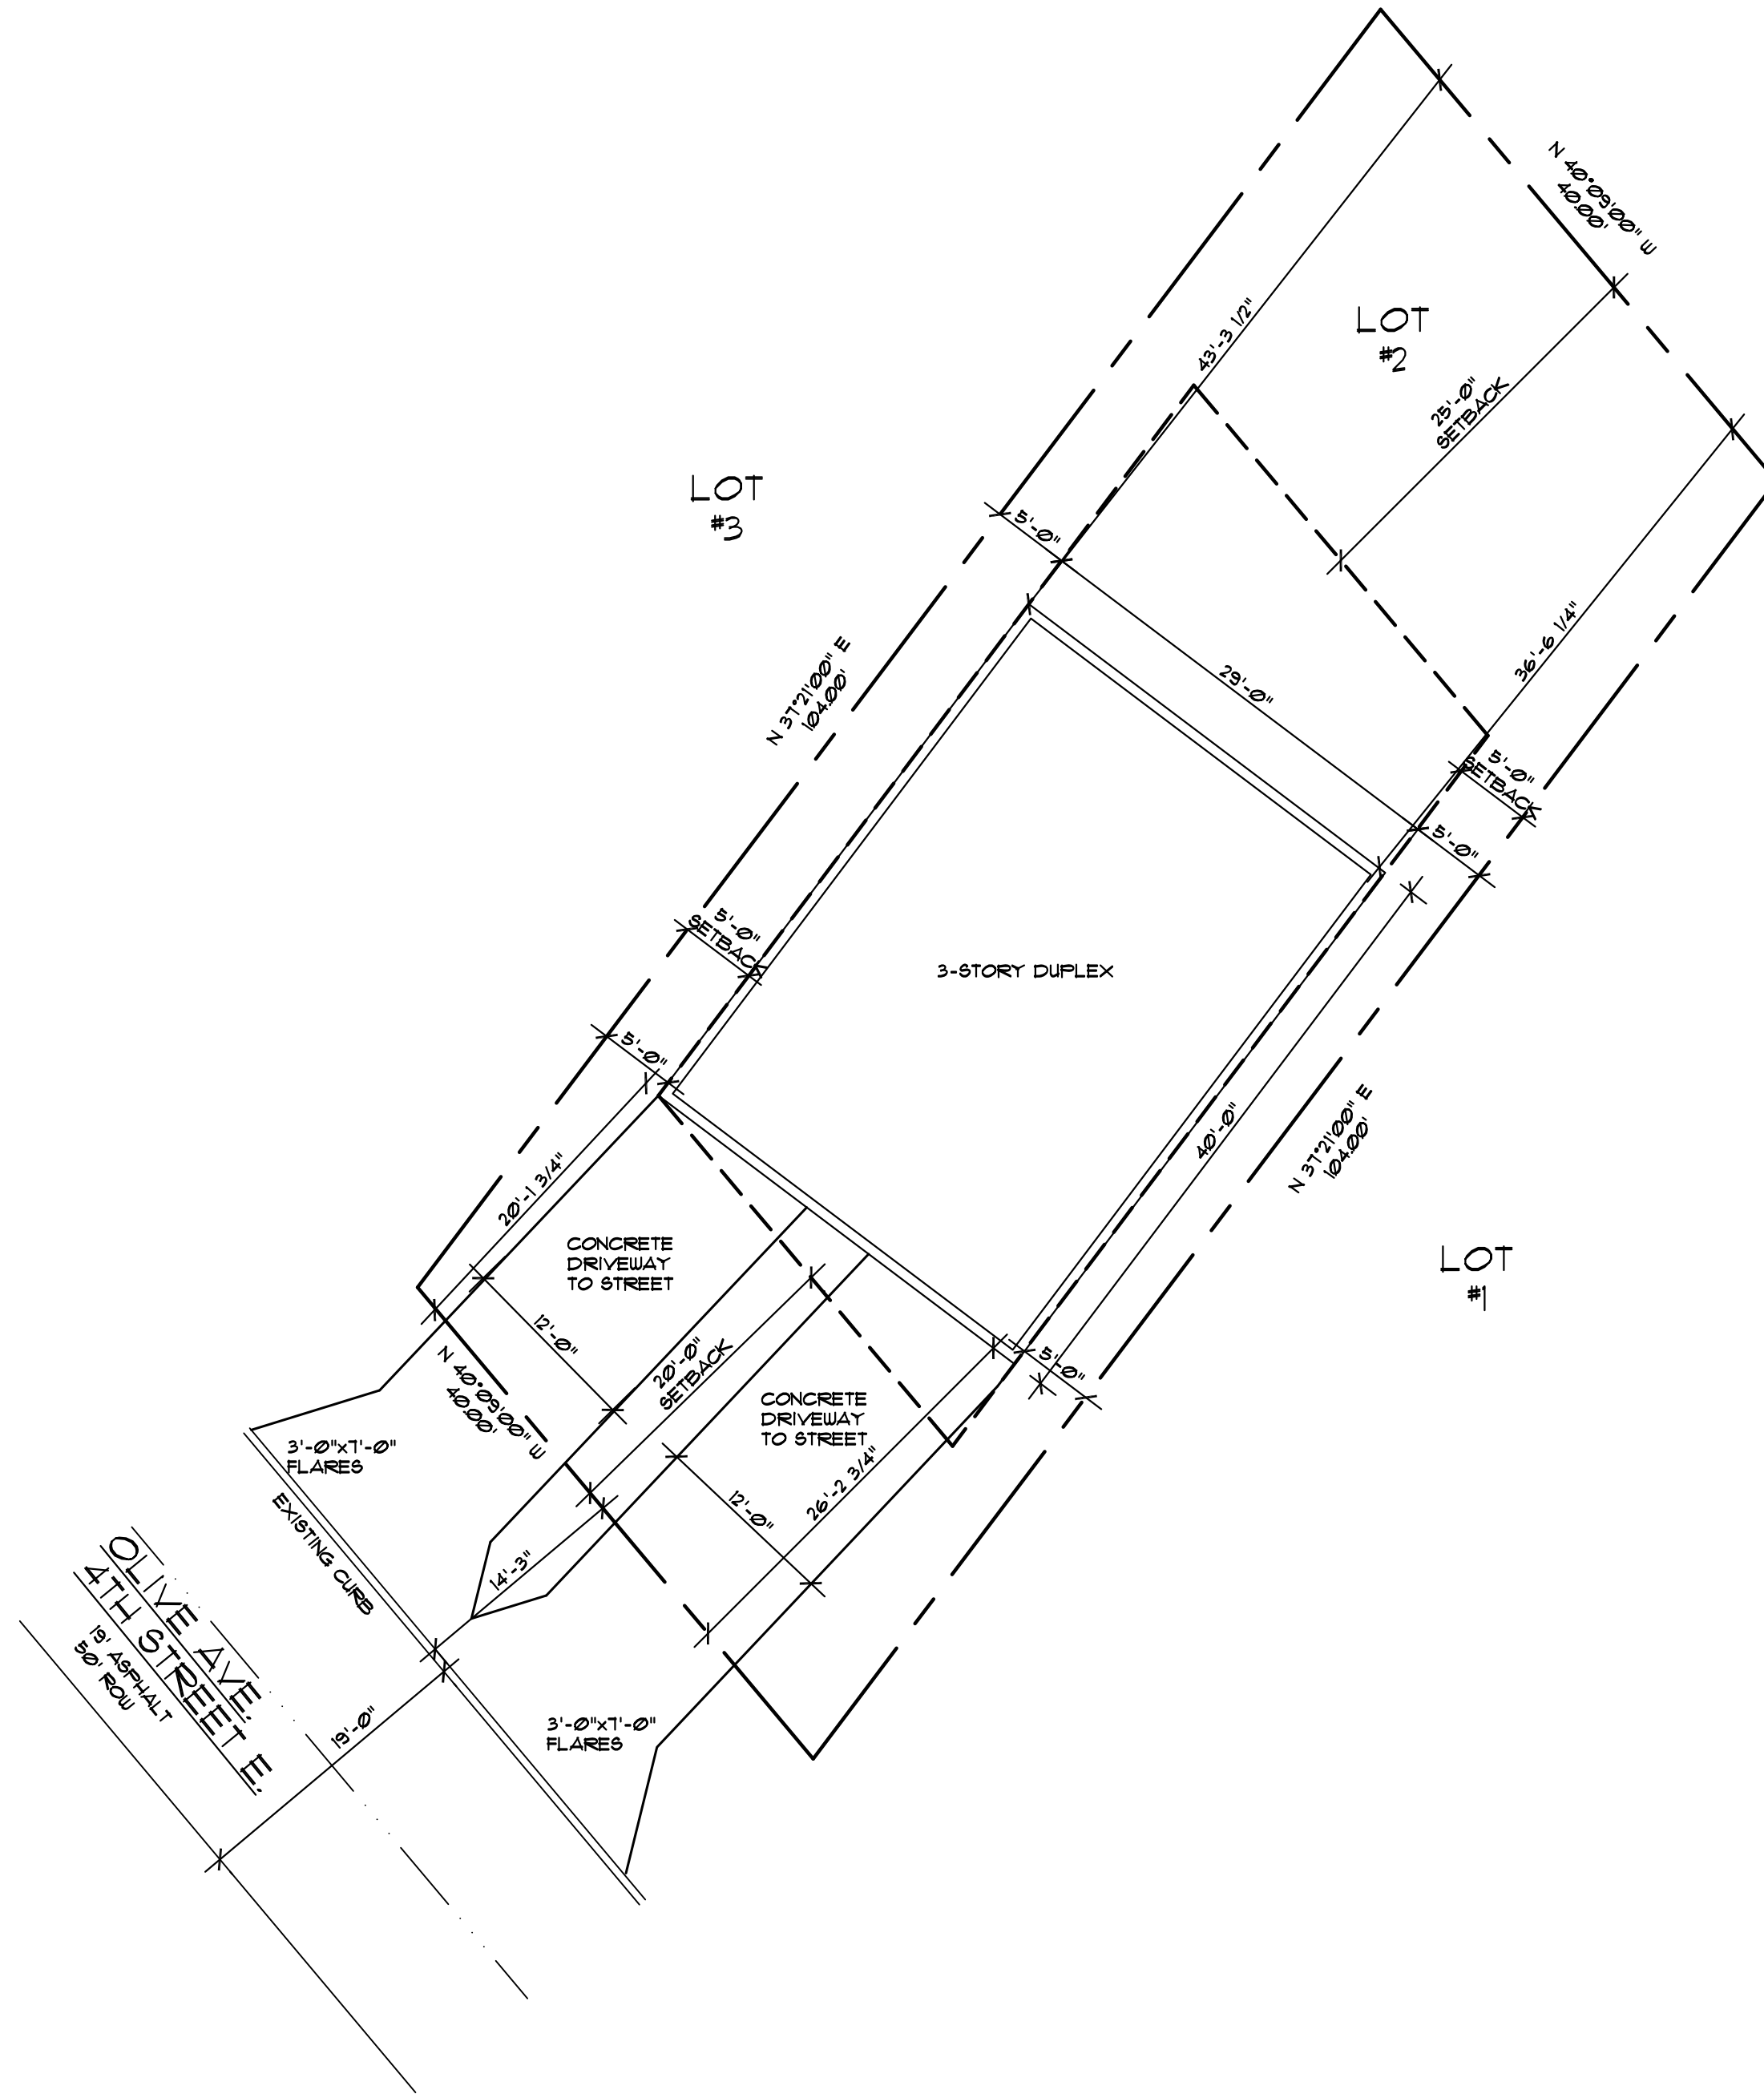 N 40°09'00" W
40.00'
43'-3 1/2"
LOT
#2
25'-0"
SETBACK
LOT
#3
5'-0"
36'-6 1/4"
N 37°21'00" E
104.00'
29'-0"
5'-0"
SETBACK
5'-0"
5'-0"
SETBACK
3-STORY DUPLEX
5'-0"
40'-0"
N 37°21'00" E
104.00'
20'-1 3/4"
CONCRETE
DRIVEWAY
TO STREET
LOT
#1
12'-0"
20'-0"
SETBACK
5'-0"
N 40°09'00" W
40.00'
CONCRETE
DRIVEWAY
TO STREET
3'-0"x7'-0"
FLARES
26'-2 3/4"
12'-0"
EXISTING CURB
14'-3"
OLIVE AVE.
4TH STREET E.
19' ASPHALT
50' ROW
19'-0"
3'-0"x7'-0"
FLARES